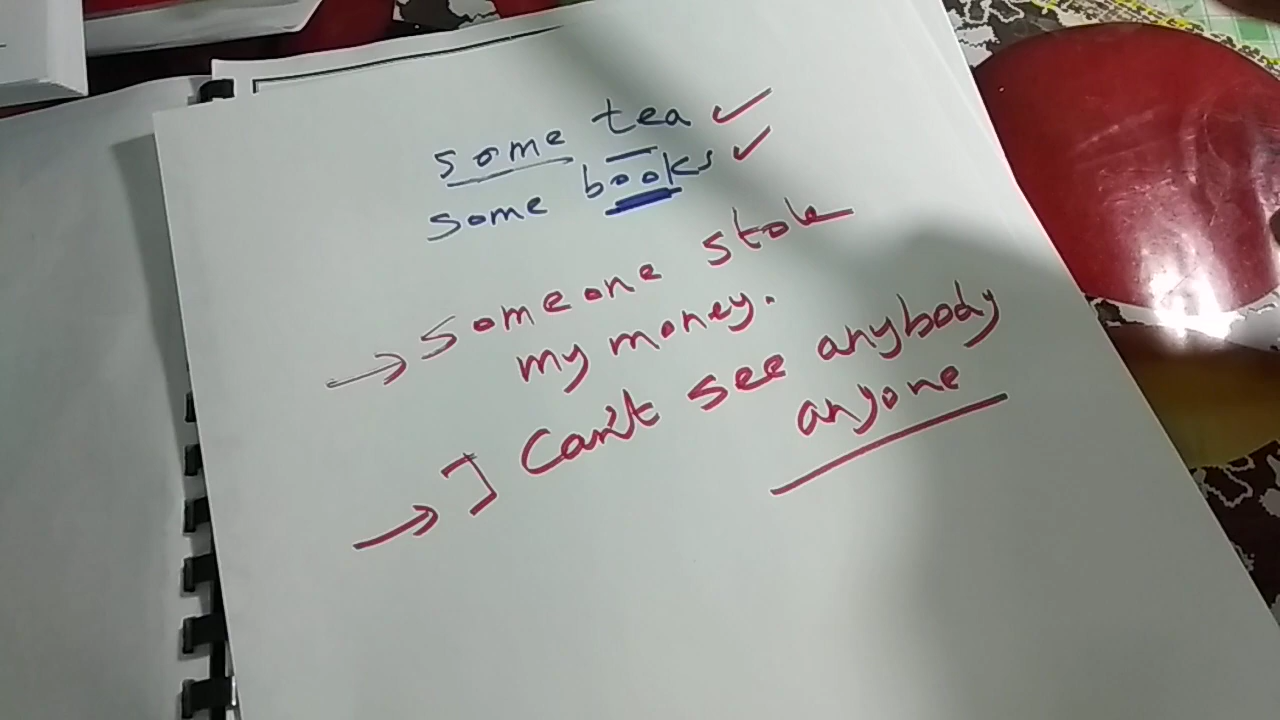 some tea ✓
some books ✓
→ someone stole
my money.
→ I can't see anybody
anyone